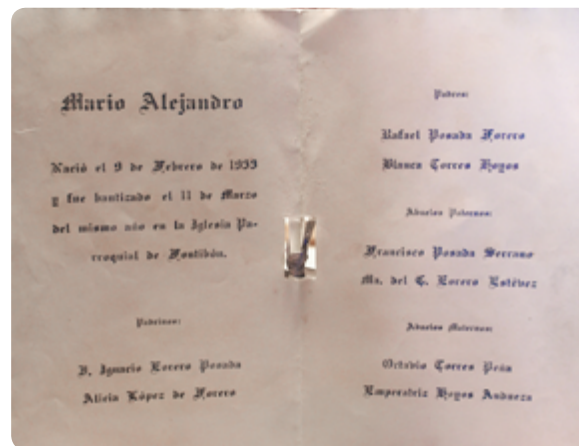 Mario Alejandro
Nació el 9 de Febrero de 1959
y fue bautizado el 11 de Marzo
del mismo año en la Iglesia Pa-
rroquial de Fontibón.
Padrinos:
Ignacio Forero Posada
Alicia López de Forero
Padres:
Rafael Posada Forero
Blanca Torres Hoyos
Abuelos Paternos:
Francisco Posada Serrano
Ma. del C. Forero Estévez
Abuelos Maternos:
Octavio Torres Peña
Emperatriz Hoyos Andueza